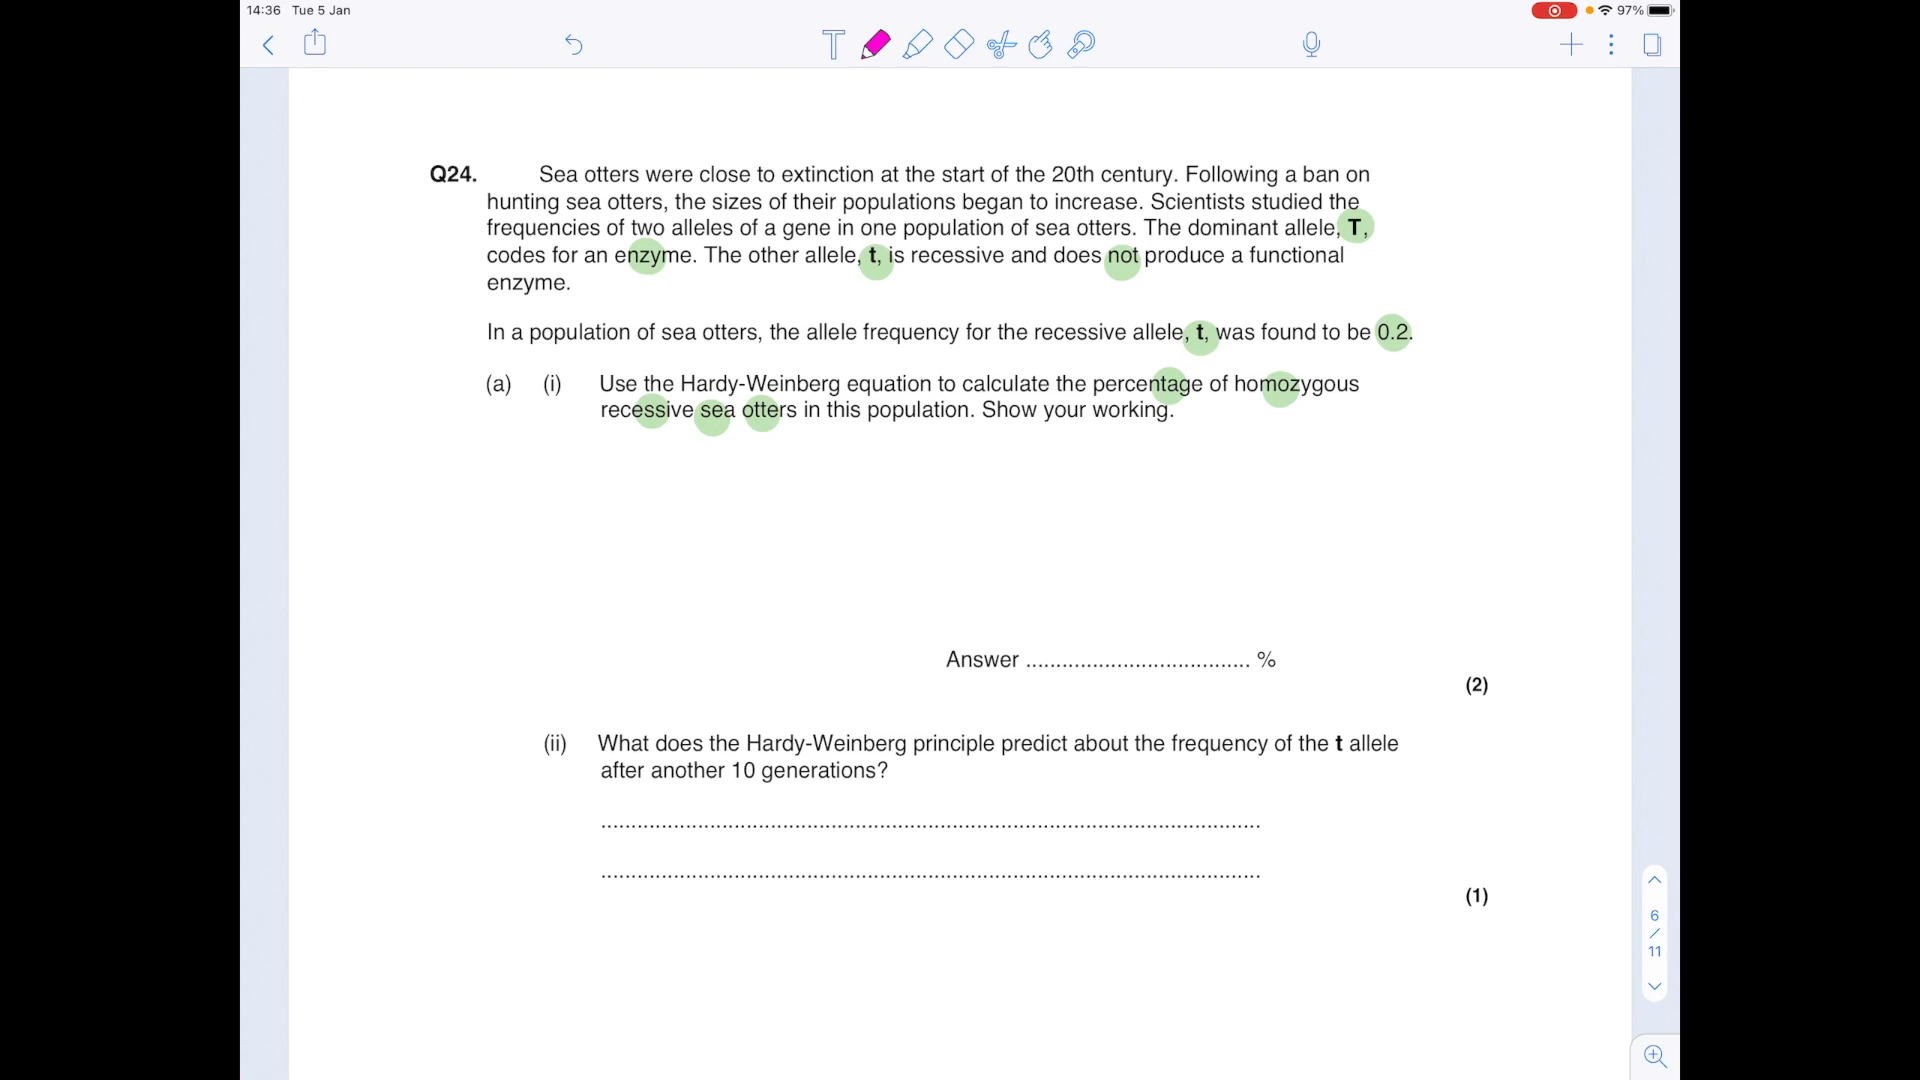 14:36 Tue 5 Jan
97%
T
Q24. Sea otters were close to extinction at the start of the 20th century. Following a ban on
hunting sea otters, the sizes of their populations began to increase. Scientists studied the
frequencies of two alleles of a gene in one population of sea otters. The dominant allele, T,
codes for an enzyme. The other allele, t, is recessive and does not produce a functional
enzyme.
In a population of sea otters, the allele frequency for the recessive allele, t, was found to be 0.2.
(a) (i) Use the Hardy-Weinberg equation to calculate the percentage of homozygous
recessive sea otters in this population. Show your working.
Answer ..................................... %
(2)
(ii) What does the Hardy-Weinberg principle predict about the frequency of the t allele
after another 10 generations?
.............................................................................................................
.............................................................................................................
(1)
6
/
11